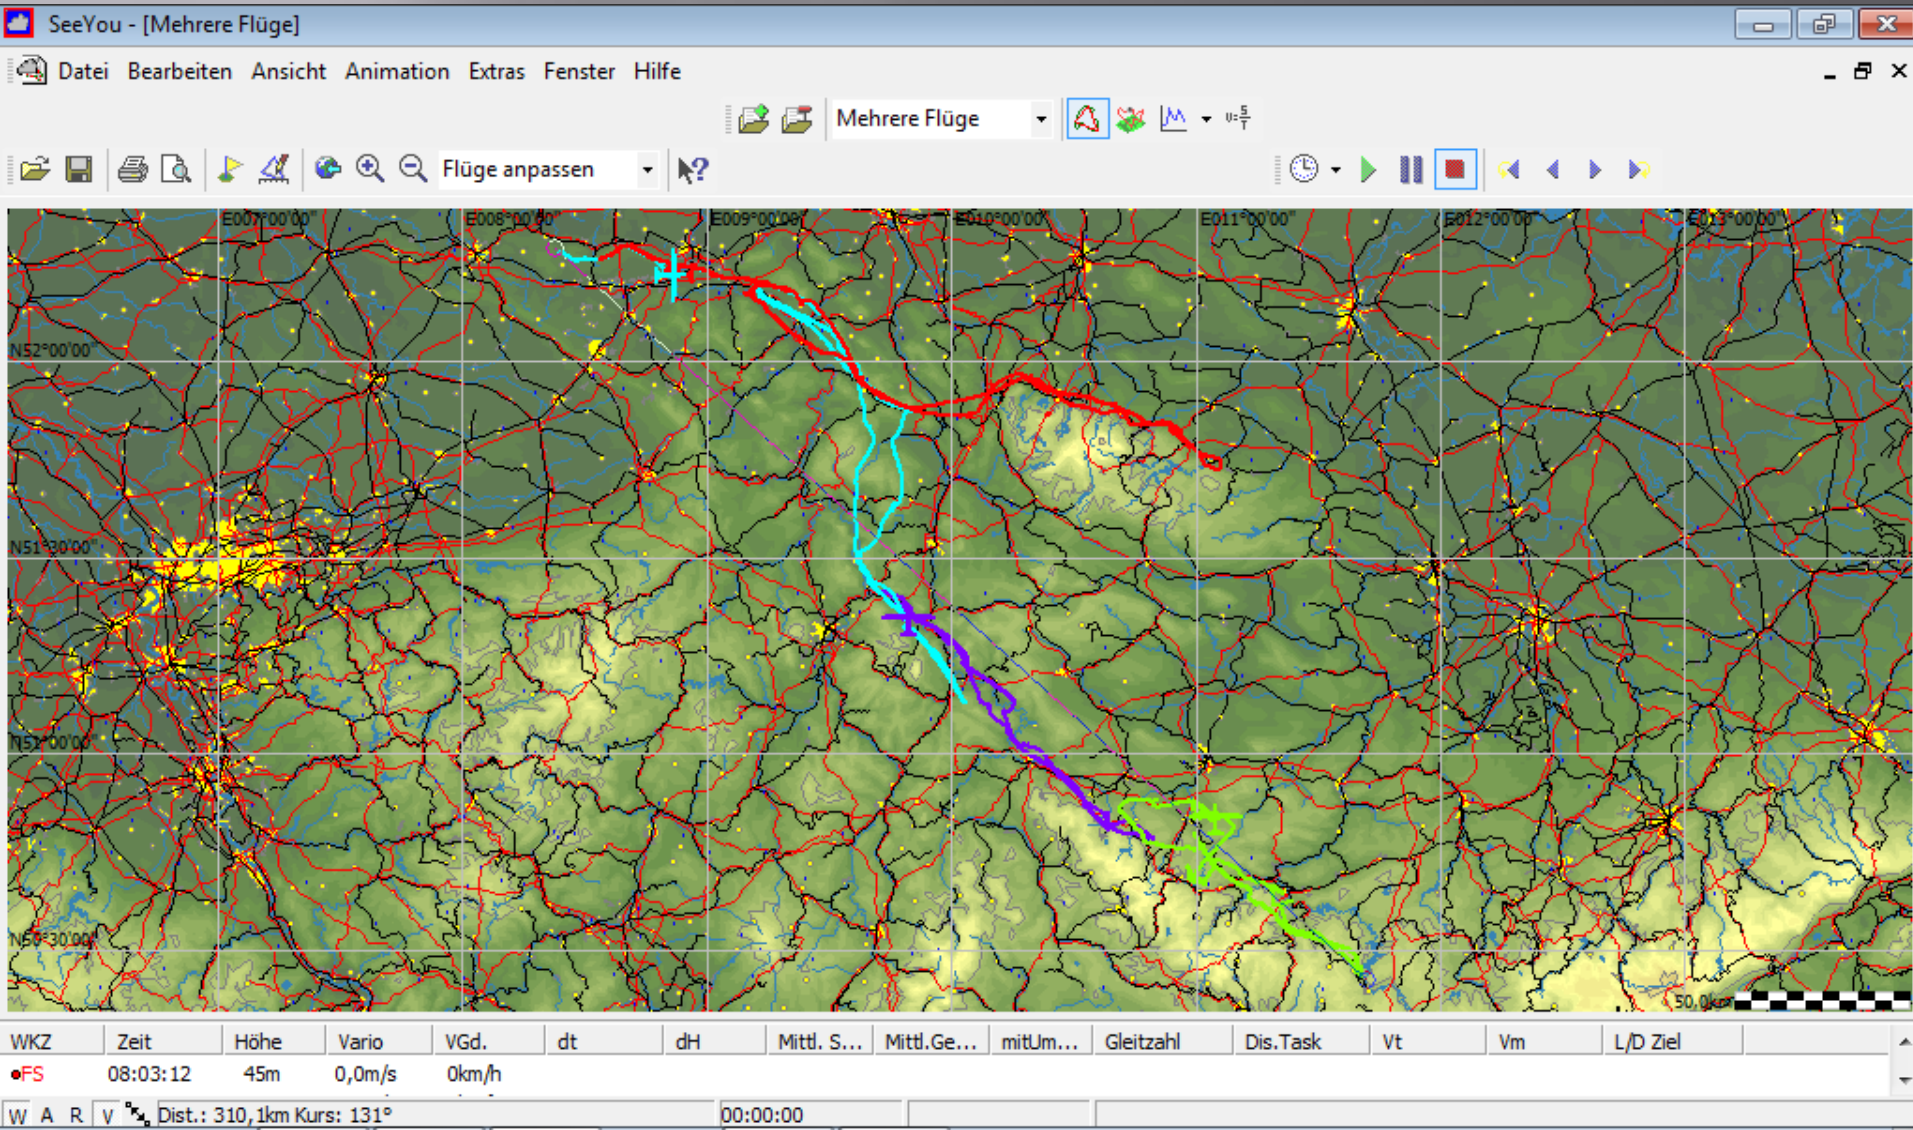 SeeYou - [Mehrere Flüge]
Datei Bearbeiten Ansicht Animation Extras Fenster Hilfe
Mehrere Flüge
Flüge anpassen
E007°00'00" E008°00'00" E009°00'00" E010°00'00" E011°00'00" E012°00'00" E013°00'00"
N52°00'00"
N51°30'00"
N51°00'00"
N50°30'00"
50,0km
WKZ Zeit Höhe Vario VGd. dt dH Mittl. S... Mittl.Ge... mitUm... Gleitzahl Dis.Task Vt Vm L/D Ziel
FS 08:03:12 45m 0,0m/s 0km/h
W A R V Dist.: 310,1km Kurs: 131° 00:00:00